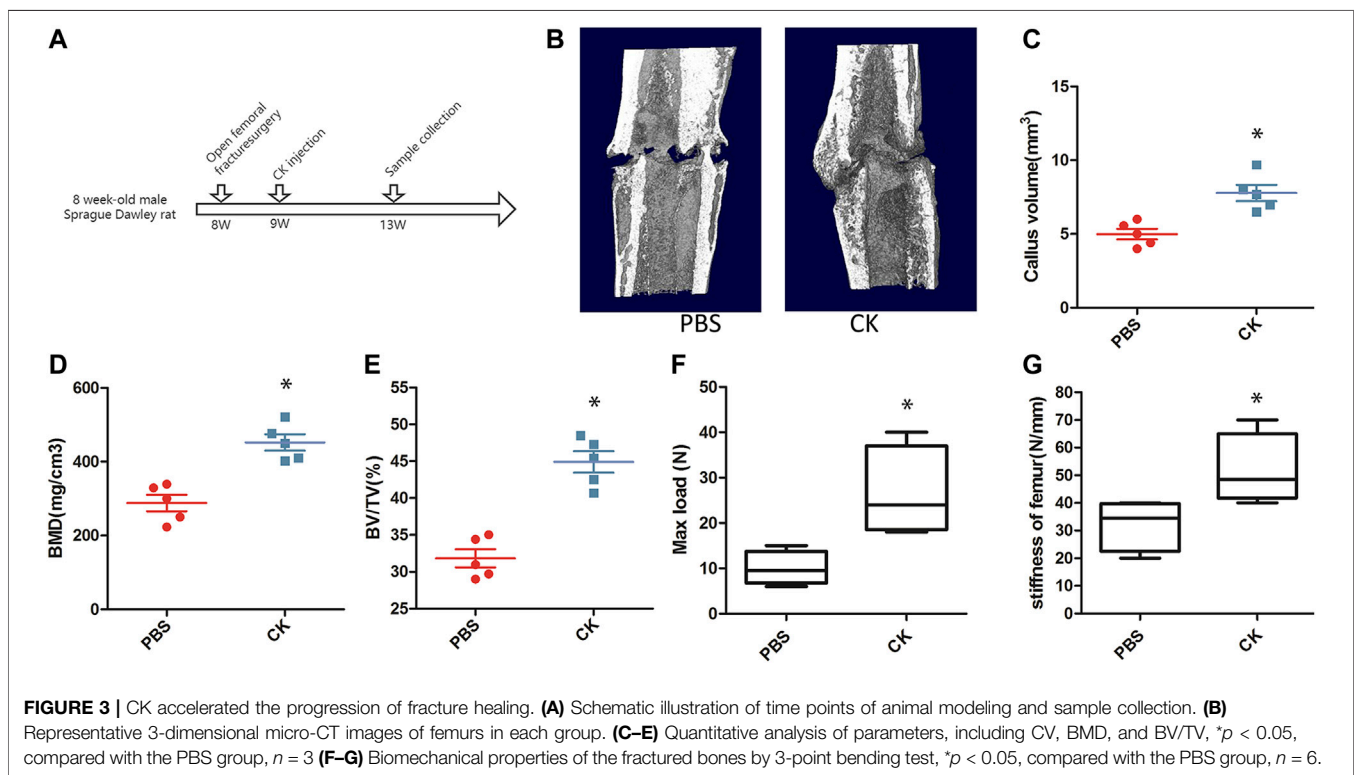 A
Open femoral
fracturesurgery
CK injection
Sample collection
8 week-old male
Sprague Dawley rat
8W
9W
13W
B
PBS
CK
C
Callus volume(mm³)
15
10
5
0
*
PBS
CK
D
BMD(mg/cm3)
600
400
200
0
*
PBS
CK
E
BV/TV(%)
55
50
45
40
35
30
25
*
PBS
CK
F
Max load (N)
50
40
30
20
10
0
*
PBS
CK
G
stiffness of femur(N/mm)
80
70
60
50
40
30
20
10
0
*
PBS
CK
FIGURE 3 | CK accelerated the progression of fracture healing. (A) Schematic illustration of time points of animal modeling and sample collection. (B)
Representative 3-dimensional micro-CT images of femurs in each group. (C–E) Quantitative analysis of parameters, including CV, BMD, and BV/TV, *p < 0.05,
compared with the PBS group, n = 3 (F–G) Biomechanical properties of the fractured bones by 3-point bending test, *p < 0.05, compared with the PBS group, n = 6.